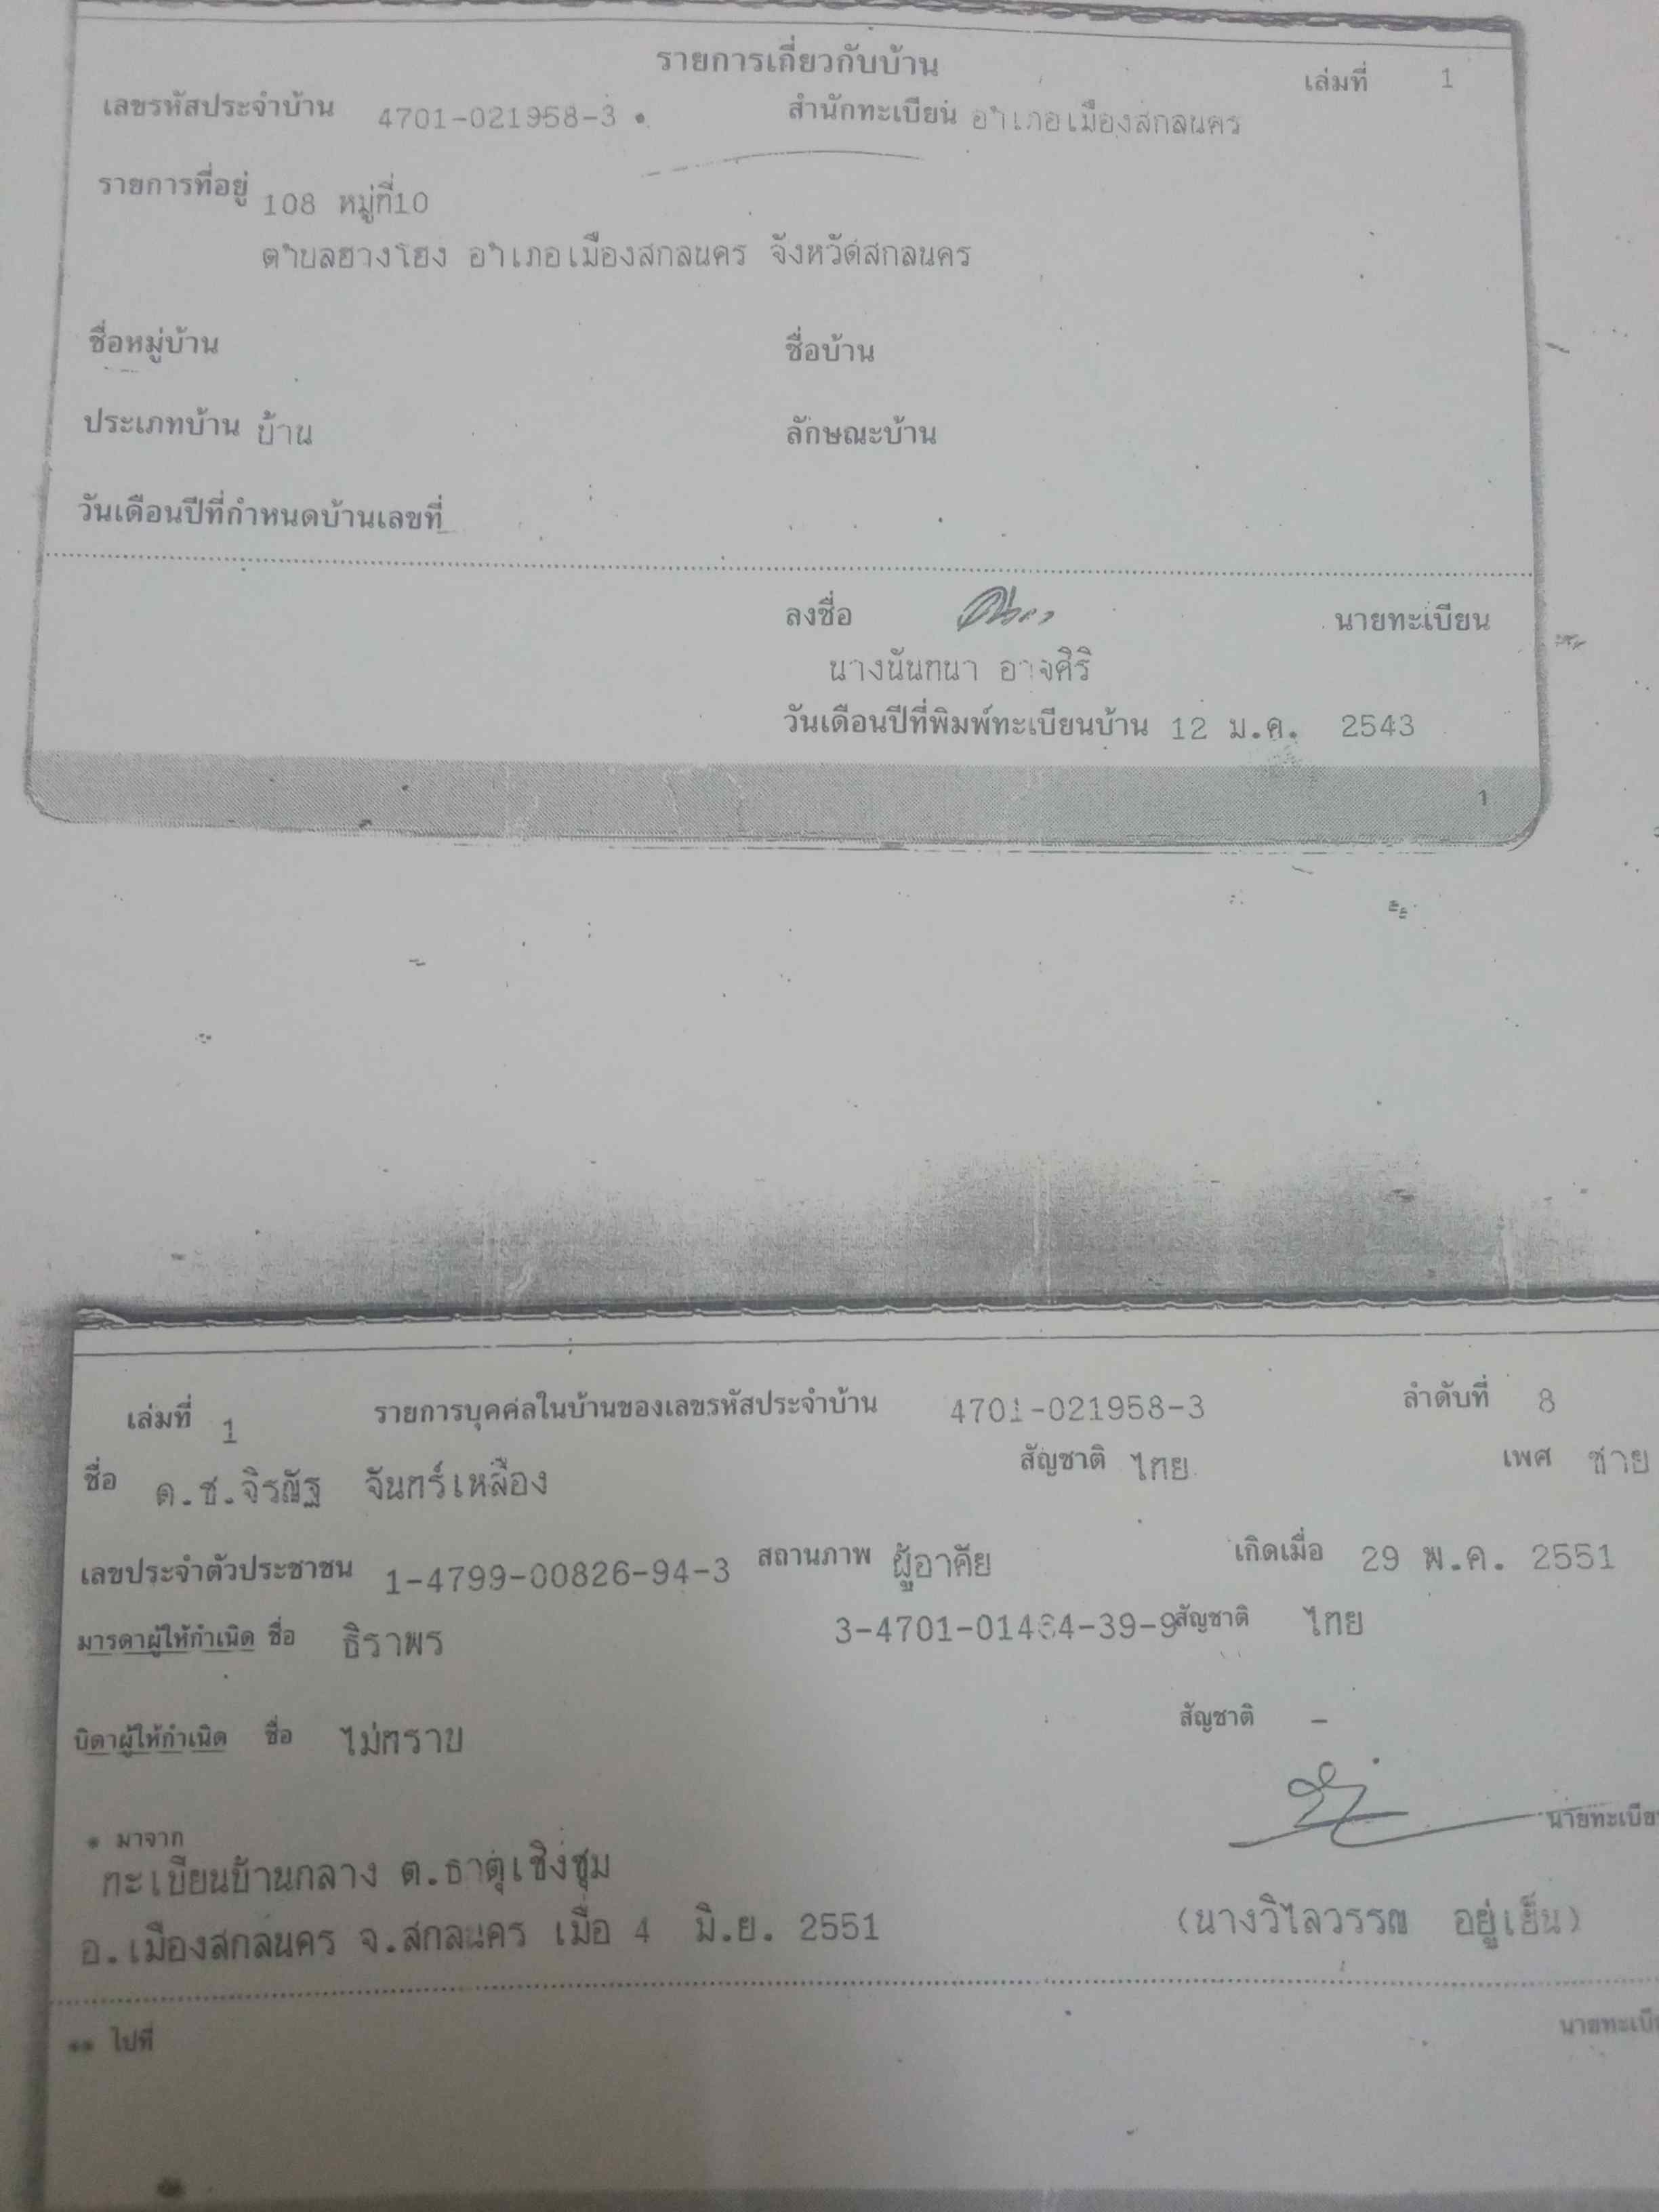 รายการเกี่ยวกับบ้าน
เล่มที่ 1
เลขรหัสประจำบ้าน 4701-021958-3 สำนักทะเบียน อำเภอเมืองสกลนคร
รายการที่อยู่ 108 หมู่ที่10
ตำบลฮางโฮง อำเภอเมืองสกลนคร จังหวัดสกลนคร
ชื่อหมู่บ้าน ชื่อบ้าน
ประเภทบ้าน บ้าน ลักษณะบ้าน
วันเดือนปีที่กำหนดบ้านเลขที่
ลงชื่อ นายทะเบียน
นางนันทนา อาจศิริ
วันเดือนปีที่พิมพ์ทะเบียนบ้าน 12 ม.ค. 2543
1
เล่มที่ 1 รายการบุคคลในบ้านของเลขรหัสประจำบ้าน 4701-021958-3 ลำดับที่ 8
ชื่อ ด.ช.จิรณัฐ จันทร์เหลือง สัญชาติ ไทย เพศ ชาย
เลขประจำตัวประชาชน 1-4799-00826-94-3 สถานภาพ ผู้อาศัย เกิดเมื่อ 29 พ.ค. 2551
มารดาผู้ให้กำเนิด ชื่อ ธิราพร สัญชาติ ไทย
บิดาผู้ให้กำเนิด ชื่อ ไม่ทราบ สัญชาติ -
* มาจาก นายทะเบีย
ทะเบียนบ้านกลาง ต.ธาตุเชิงชุม
อ.เมืองสกลนคร จ.สกลนคร เมื่อ 4 มิ.ย. 2551 (นางวิไลวรรณ อยู่เย็น)
** ไปที่ นายทะเบี